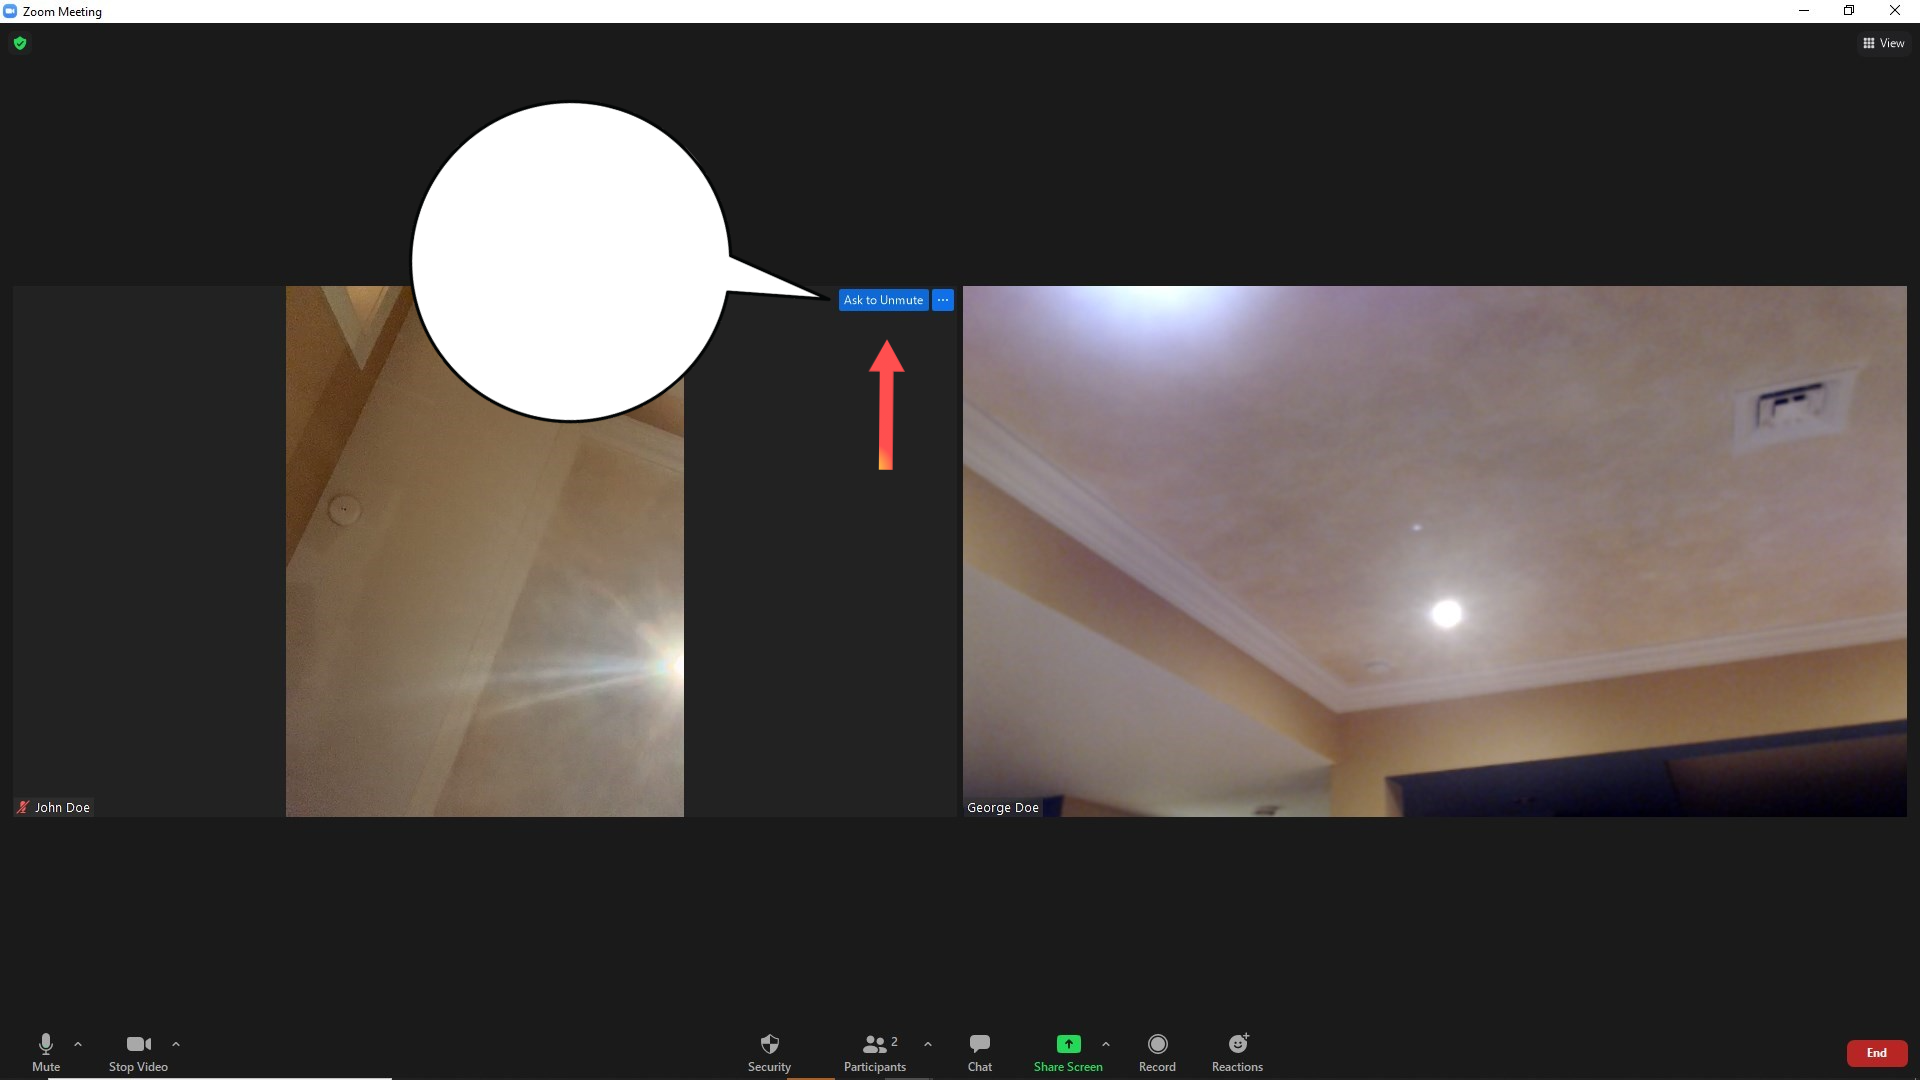 Zoom Meeting
View
Ask to Unmute
John Doe
George Doe
Mute
Stop Video
Security
Participants
2
Chat
Share Screen
Record
Reactions
End